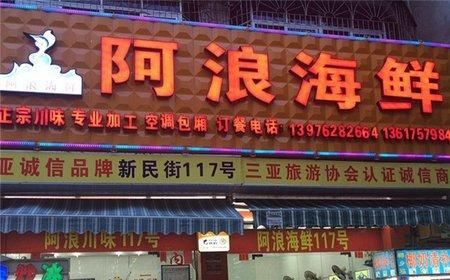 阿浪海鲜
正宗川味 专业加工 空调包厢 订餐电话: 13976282664 1361757984
三亚诚信品牌 新民街117号 三亚旅游协会认证诚信商
阿浪川味117号 阿浪海鲜117号